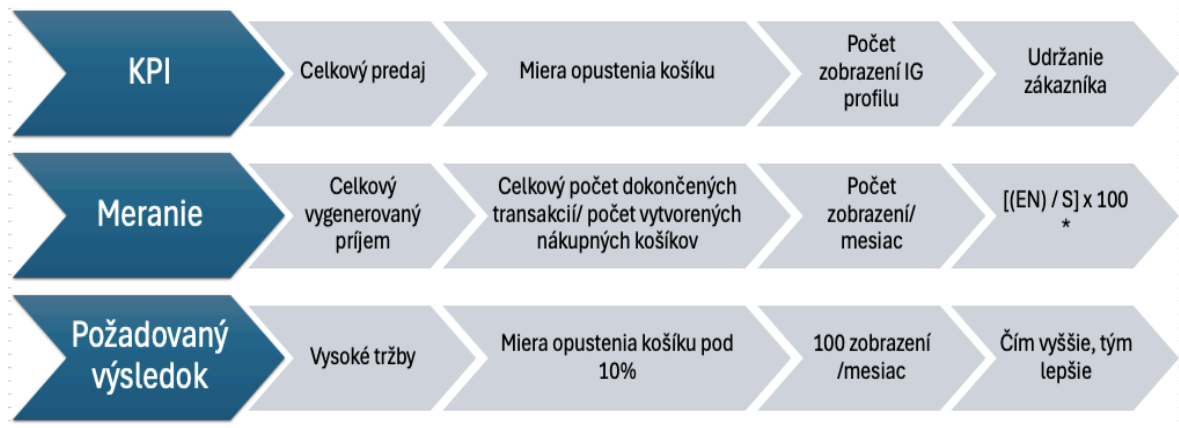 KPI
Celkový predaj
Miera opustenia košíku
Počet
zobrazení IG
profilu
Udržanie
zákazníka
Meranie
Celkový
vygenerovaný
príjem
Celkový počet dokončených
transakcií/ počet vytvorených
nákupných košíkov
Počet
zobrazení/
mesiac
[(EN) / S] x 100
*
Požadovaný
výsledok
Vysoké tržby
Miera opustenia košíku pod
10%
100 zobrazení
/mesiac
Čím vyššie, tým
lepšie